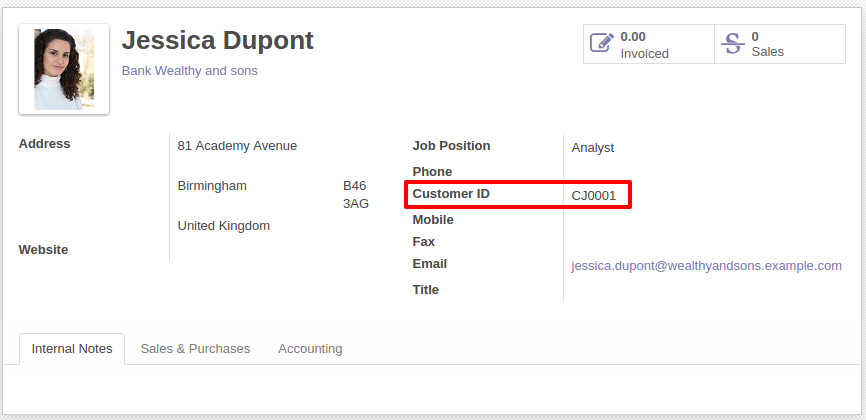 Jessica Dupont
Bank Wealthy and sons
0.00
Invoiced
0
Sales
Address
81 Academy Avenue
Birmingham
B46
3AG
United Kingdom
Website
Job Position
Analyst
Phone
Customer ID
CJ0001
Mobile
Fax
Email
jessica.dupont@wealthyandsons.example.com
Title
Internal Notes
Sales & Purchases
Accounting